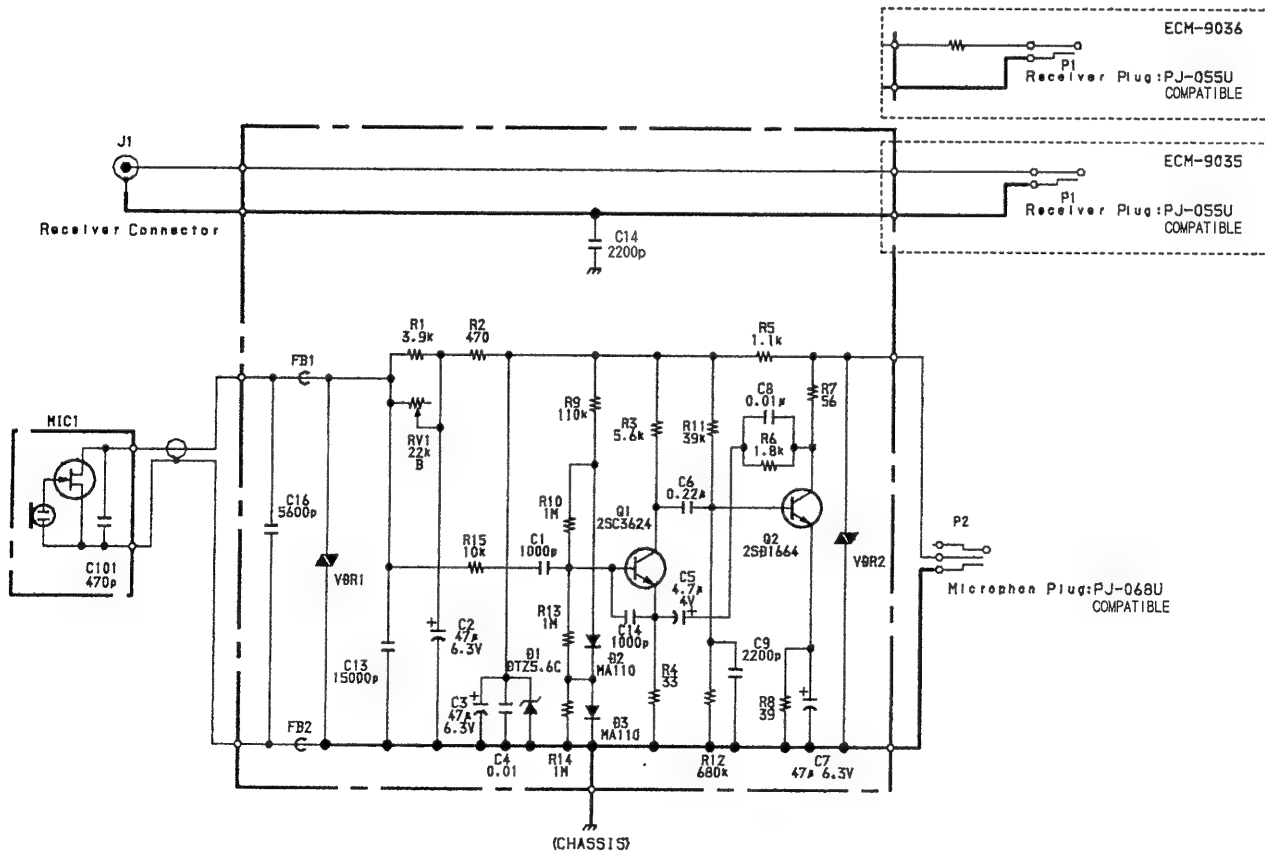 ECM-9036
P1
Receiver Plug:PJ-055U
COMPATIBLE
J1
ECM-9035
P1
Receiver Plug:PJ-055U
COMPATIBLE
Receiver Connector
C14
2200p
R1
3.9k
R2
470
R5
1.1k
FB1
C8
0.01µ
R7
56
R9
110k
R3
5.6k
R11
39k
R6
1.8k
MIC1
RV1
22k
B
C6
0.22µ
C16
5600p
R10
1M
Q1
2SC3624
Q2
2SB1664
P2
R15
10k
C1
1000p
C101
470p
VBR1
C5
4.7µ
4V
+
VBR2
Microphon Plug:PJ-068U
COMPATIBLE
R13
1M
C14
1000p
+
C2
47µ
6.3V
C9
2200p
C13
15000p
D1
DTZ5.6C
D2
MA110
R4
33
+
C3
47µ
6.3V
R8
39
+
FB2
D3
MA110
C4
0.01
R14
1M
R12
680k
C7
47µ 6.3V
(CHASSIS)